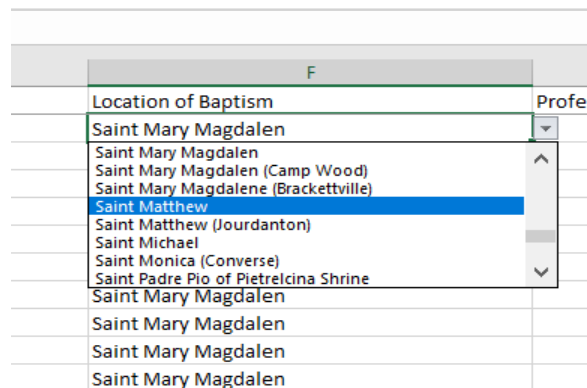 F
Location of Baptism Profe
Saint Mary Magdalen
Saint Mary Magdalen
Saint Mary Magdalen (Camp Wood)
Saint Mary Magdalene (Brackettville)
Saint Matthew
Saint Matthew (Jourdanton)
Saint Michael
Saint Monica (Converse)
Saint Padre Pio of Pietrelcina Shrine
Saint Mary Magdalen
Saint Mary Magdalen
Saint Mary Magdalen
Saint Mary Magdalen